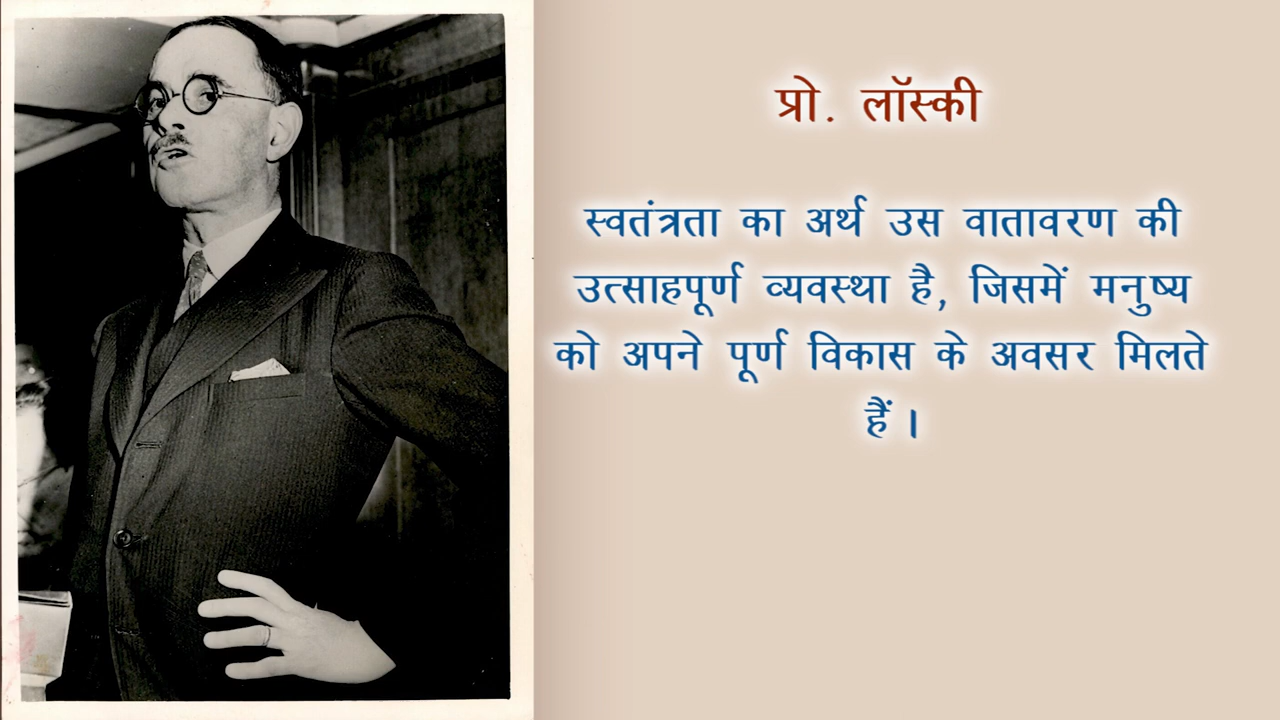 प्रो. लॉस्की
स्वतंत्रता का अर्थ उस वातावरण की
उत्साहपूर्ण व्यवस्था है, जिसमें मनुष्य
को अपने पूर्ण विकास के अवसर मिलते
हैं ।